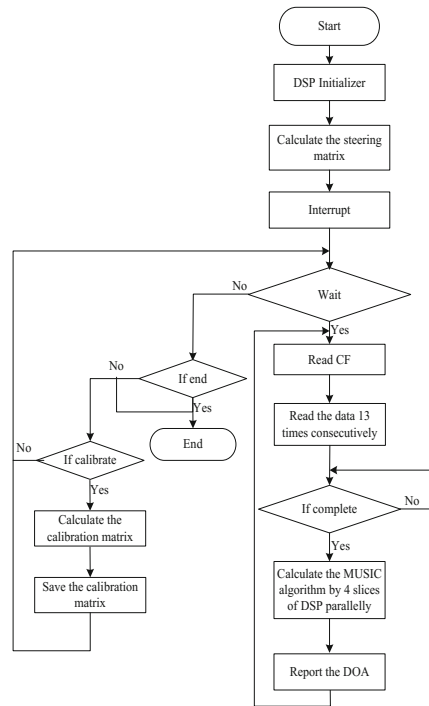 Start
DSP Initializer
Calculate the steering
matrix
Interrupt
No
Wait
Yes
Read CF
Read the data 13
times consecutively
If complete
No
Yes
Calculate the MUSIC
algorithm by 4 slices
of DSP parallelly
Report the DOA
No
If end
Yes
End
No
If calibrate
Yes
Calculate the
calibration matrix
Save the calibration
matrix